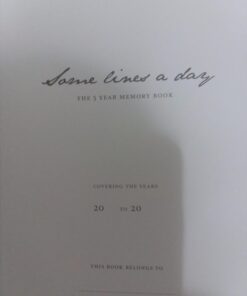 Some lines a day
THE 5 YEAR MEMORY BOOK
COVERING THE YEARS
20 TO 20
THIS BOOK BELONGS TO